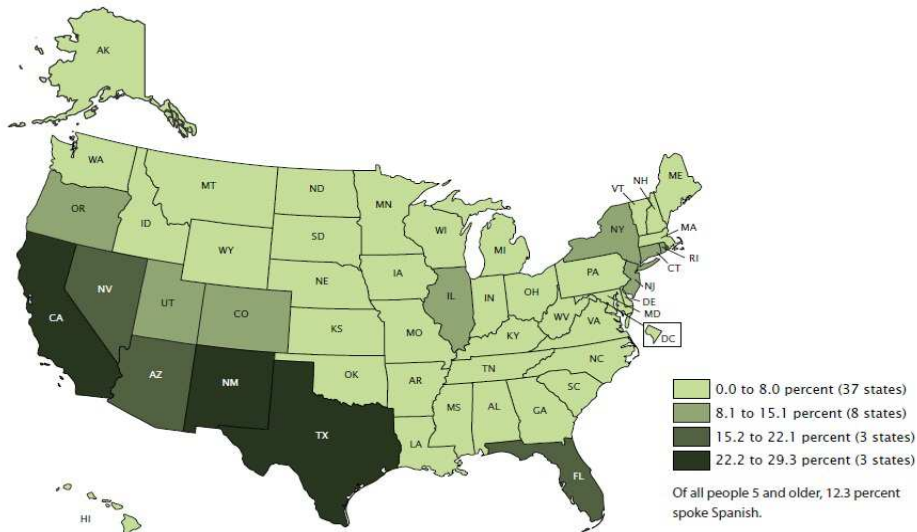 AK
WA
MT
ND
MN
OR
ID
WY
SD
WI
MI
NY
VT
NH
ME
MA
RI
CT
NV
UT
CO
NE
IA
IL
IN
OH
PA
NJ
DE
MD
DC
CA
KS
MO
KY
WV
VA
AZ
NM
OK
AR
TN
NC
SC
TX
LA
MS
AL
GA
FL
HI
0.0 to 8.0 percent (37 states)
8.1 to 15.1 percent (8 states)
15.2 to 22.1 percent (3 states)
22.2 to 29.3 percent (3 states)
Of all people 5 and older, 12.3 percent
spoke Spanish.